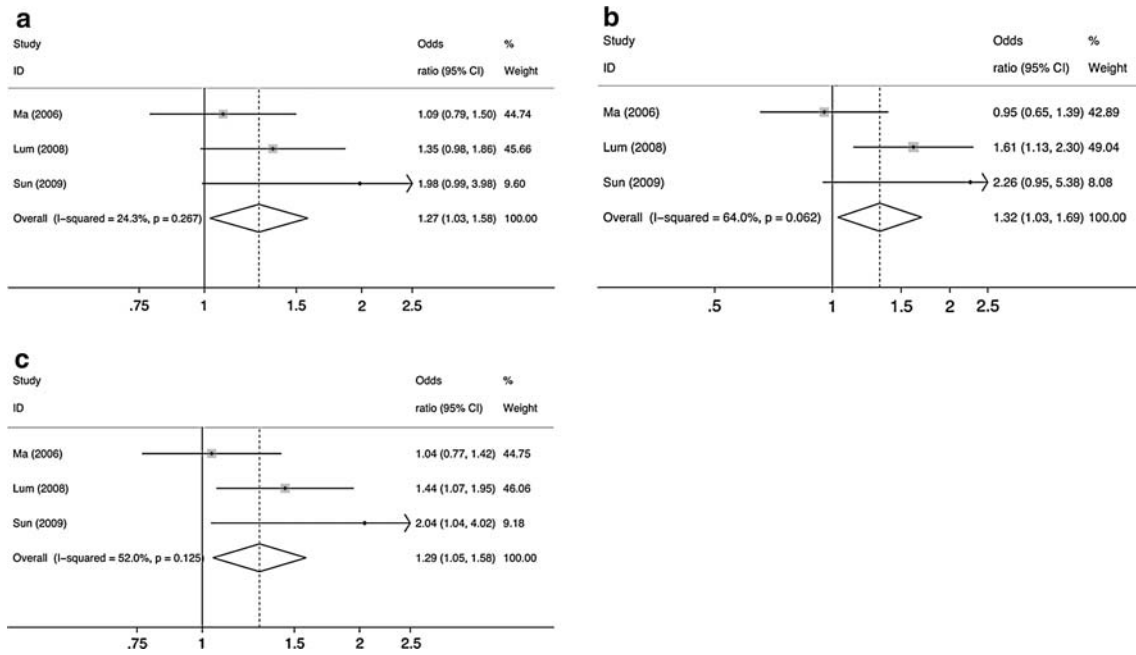 a
Study Odds %
ID ratio (95% CI) Weight
Ma (2006) 1.09 (0.79, 1.50) 44.74
Lum (2008) 1.35 (0.98, 1.86) 45.66
Sun (2009) 1.98 (0.99, 3.98) 9.60
Overall (I-squared = 24.3%, p = 0.267) 1.27 (1.03, 1.58) 100.00
.75 1 1.5 2 2.5
b
Study Odds %
ID ratio (95% CI) Weight
Ma (2006) 0.95 (0.65, 1.39) 42.89
Lum (2008) 1.61 (1.13, 2.30) 49.04
Sun (2009) 2.26 (0.95, 5.38) 8.08
Overall (I-squared = 64.0%, p = 0.062) 1.32 (1.03, 1.69) 100.00
.5 1 1.5 2 2.5
c
Study Odds %
ID ratio (95% CI) Weight
Ma (2006) 1.04 (0.77, 1.42) 44.75
Lum (2008) 1.44 (1.07, 1.95) 46.06
Sun (2009) 2.04 (1.04, 4.02) 9.18
Overall (I-squared = 52.0%, p = 0.125) 1.29 (1.05, 1.58) 100.00
.75 1 1.5 2 2.5